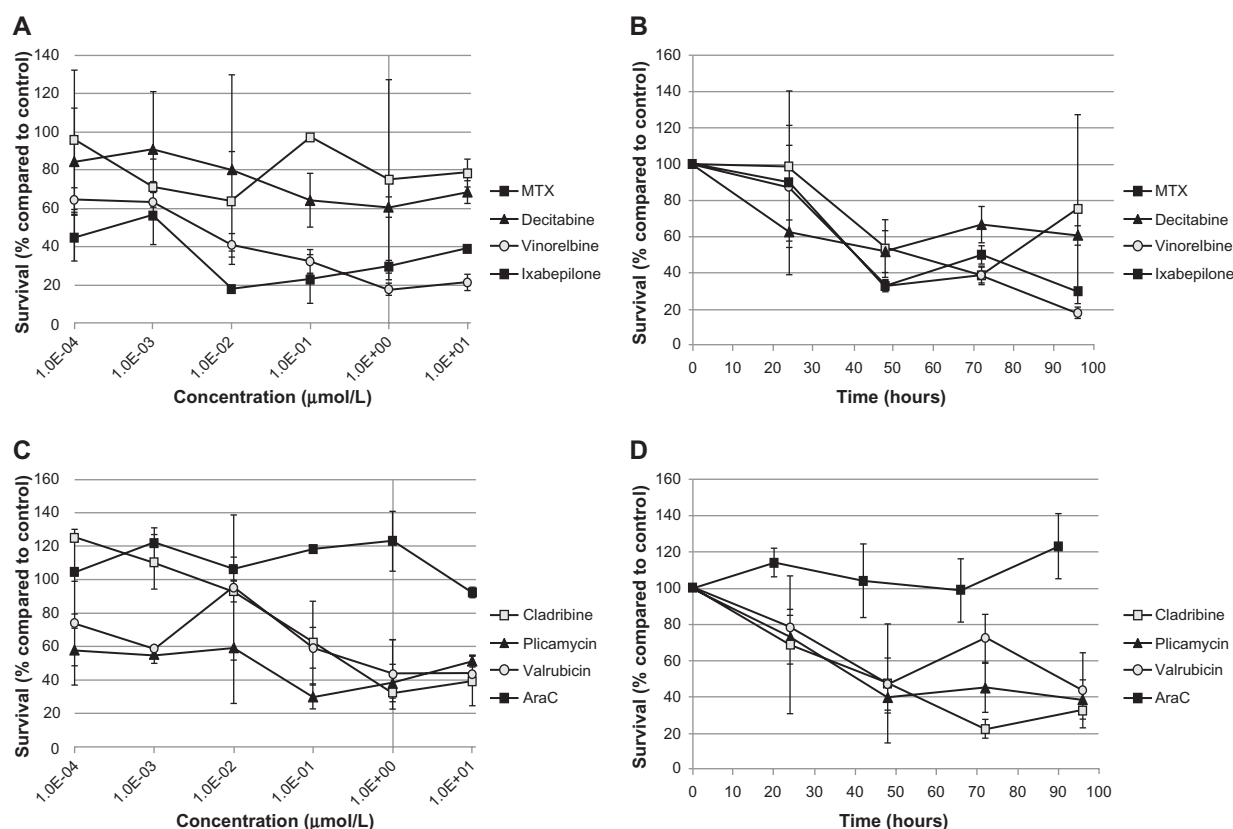 A
Survival (% compared to control)
140
120
100
80
60
40
20
0
1.0E-04
1.0E-03
1.0E-02
1.0E-01
1.0E+00
1.0E+01
Concentration (μmol/L)
MTX
Decitabine
Vinorelbine
Ixabepilone
B
Survival (% compared to control)
160
140
120
100
80
60
40
20
0
0 10 20 30 40 50 60 70 80 90 100
Time (hours)
MTX
Decitabine
Vinorelbine
Ixabepilone
C
Survival (% compared to control)
160
140
120
100
80
60
40
20
0
1.0E-04
1.0E-03
1.0E-02
1.0E-01
1.0E+00
1.0E+01
Concentration (μmol/L)
Cladribine
Plicamycin
Valrubicin
AraC
D
Survival (% compared to control)
160
140
120
100
80
60
40
20
0
0 10 20 30 40 50 60 70 80 90 100
Time (hours)
Cladribine
Plicamycin
Valrubicin
AraC